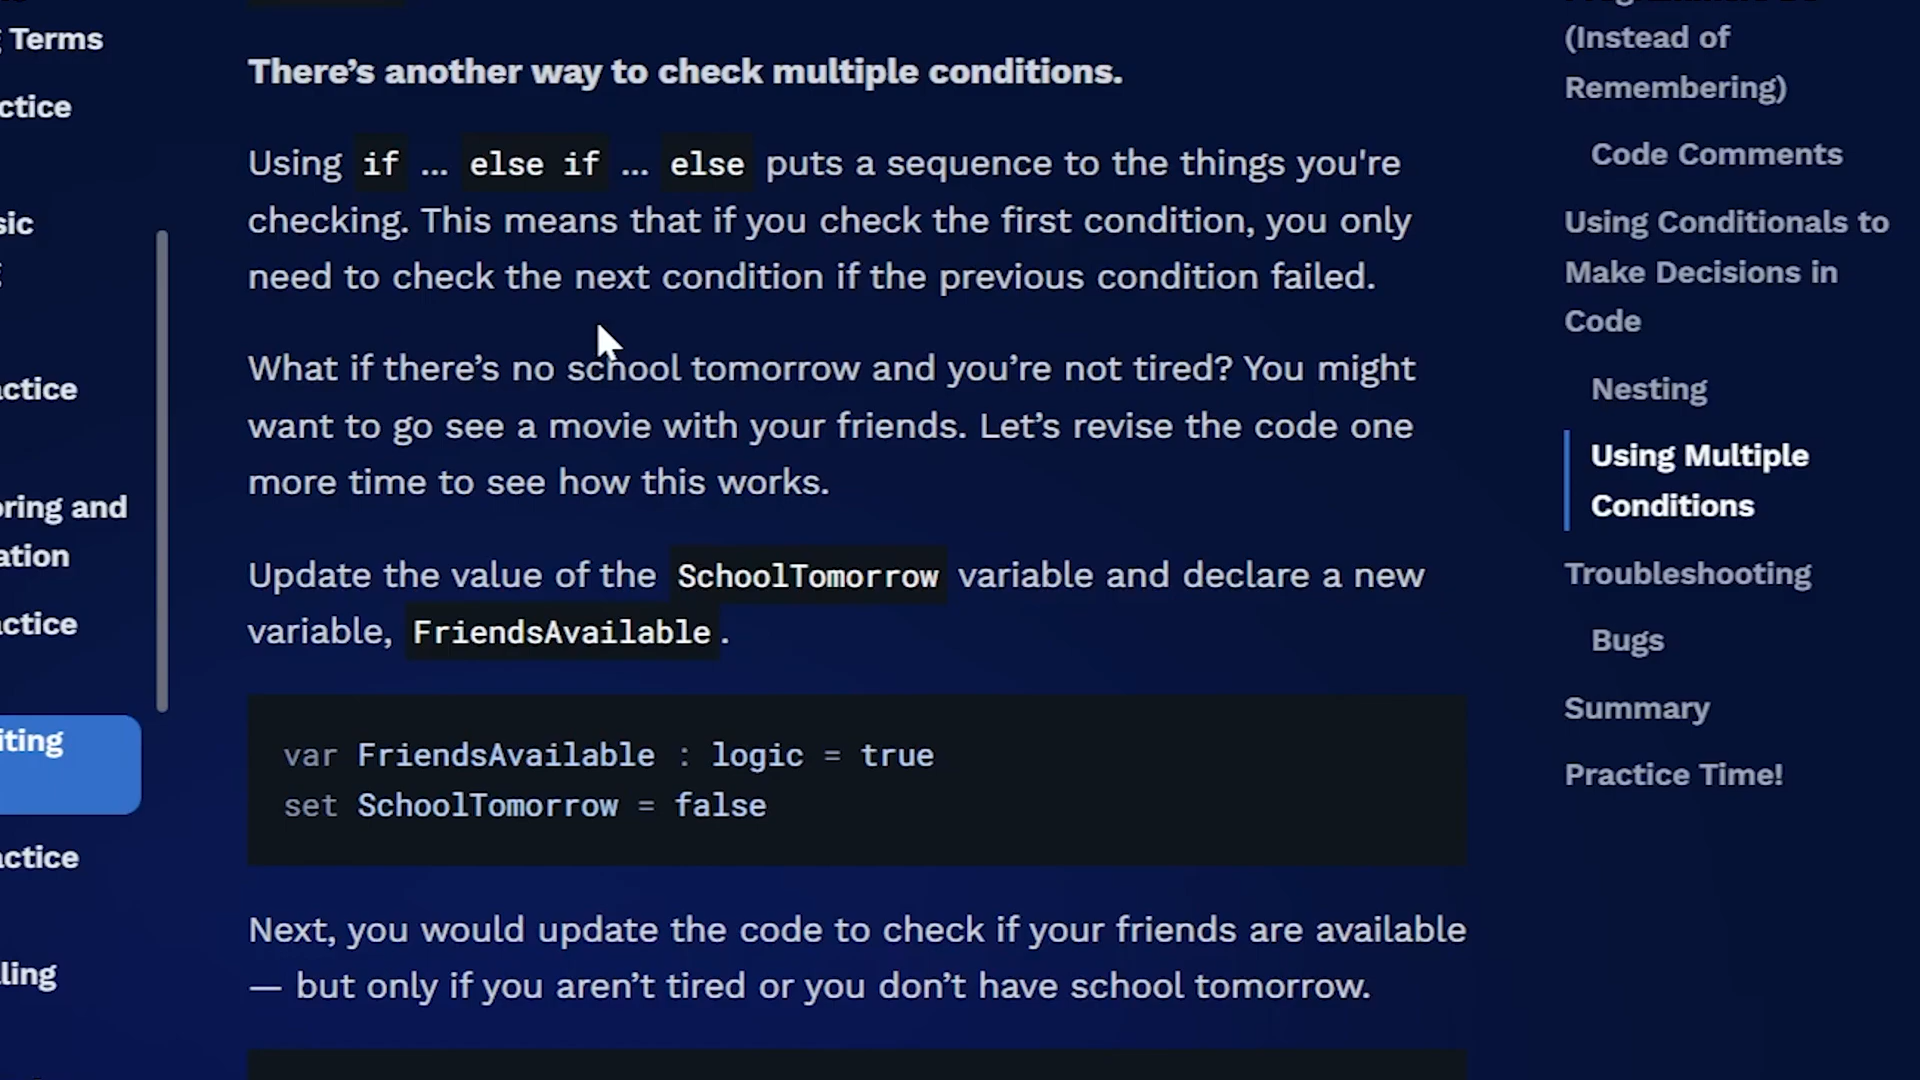 Terms
ctice
sic
actice
oring and
ation
actice
iting
actice
ling
There’s another way to check multiple conditions.
Using if ... else if ... else puts a sequence to the things you're
checking. This means that if you check the first condition, you only
need to check the next condition if the previous condition failed.
What if there’s no school tomorrow and you’re not tired? You might
want to go see a movie with your friends. Let’s revise the code one
more time to see how this works.
Update the value of the SchoolTomorrow variable and declare a new
variable, FriendsAvailable.
var FriendsAvailable : logic = true
set SchoolTomorrow = false
Next, you would update the code to check if your friends are available
— but only if you aren’t tired or you don’t have school tomorrow.
(Instead of
Remembering)
Code Comments
Using Conditionals to
Make Decisions in
Code
Nesting
Using Multiple
Conditions
Troubleshooting
Bugs
Summary
Practice Time!